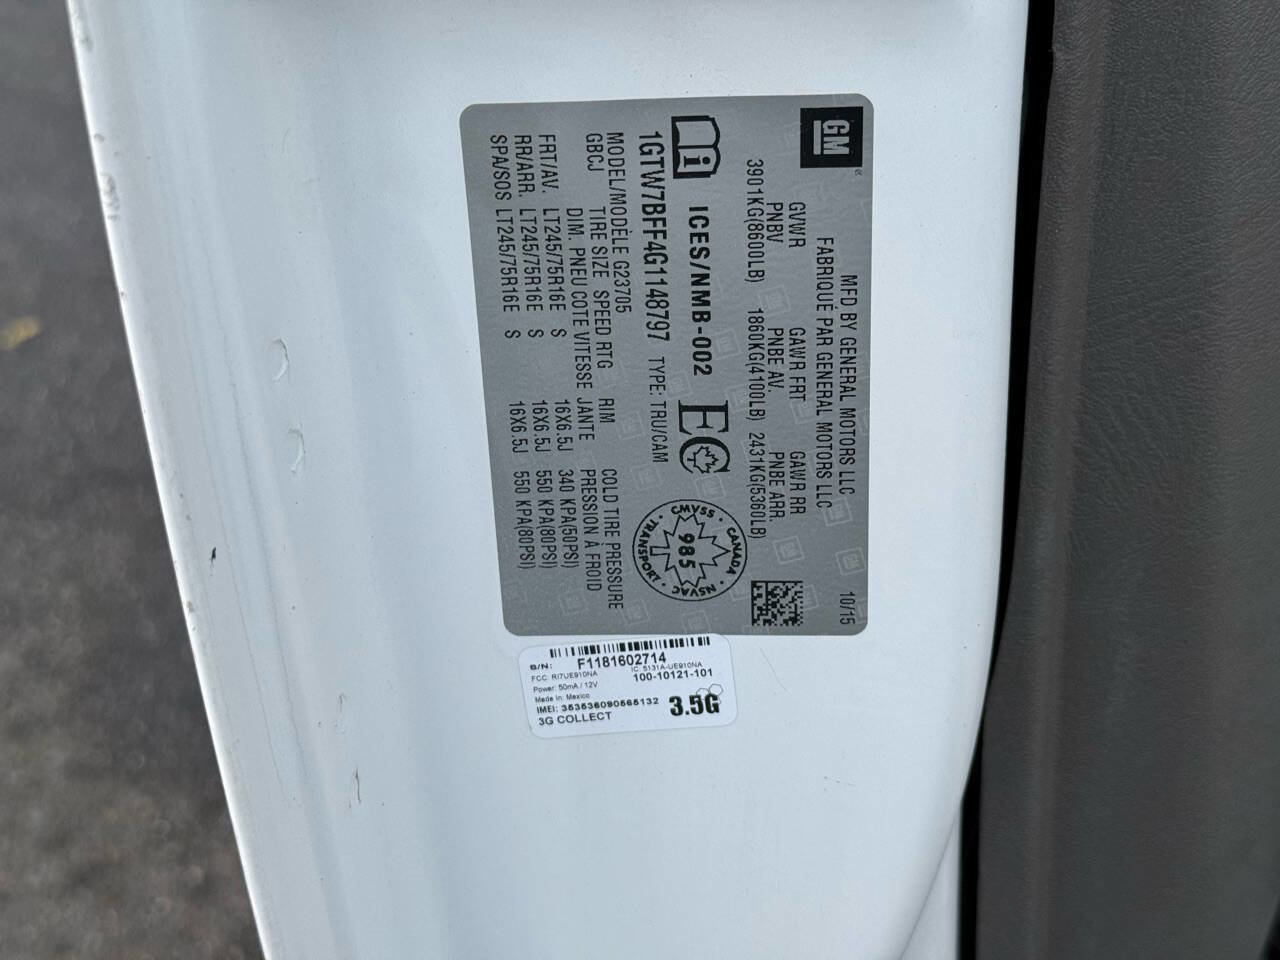 GM
MFD BY GENERAL MOTORS LLC 10/15
FABRIQUÉ PAR GENERAL MOTORS LLC
GVWR GAWR FRT GAWR RR
PNBV PNBE AV. PNBE ARR.
3901KG(8600LB) 1860KG(4100LB) 2431KG(5360LB)
i ICES/NMB-002 EC
CMVSS · CANADA · NSVAC · TRANSPORT ·
985
1GTW7BFF4G1148797 TYPE: TRU/CAM
MODEL/MODÈLE G23705
GBCJ TIRE SIZE SPEED RTG RIM COLD TIRE PRESSURE
DIM. PNEU COTE VITESSE JANTE PRESSION À FROID
FRT/AV. LT245/75R16E S 16X6.5J 340 KPA(50PSI)
RR/ARR. LT245/75R16E S 16X6.5J 550 KPA(80PSI)
SPA/SOS LT245/75R16E S 16X6.5J 550 KPA(80PSI)
S/N: F1181602714
FCC: RI7UE910NA IC: 5131A-UE910NA
Power: 50mA / 12V 100-10121-101
Made in: Mexico
IMEI: 353536090565132 3.5G
3G COLLECT